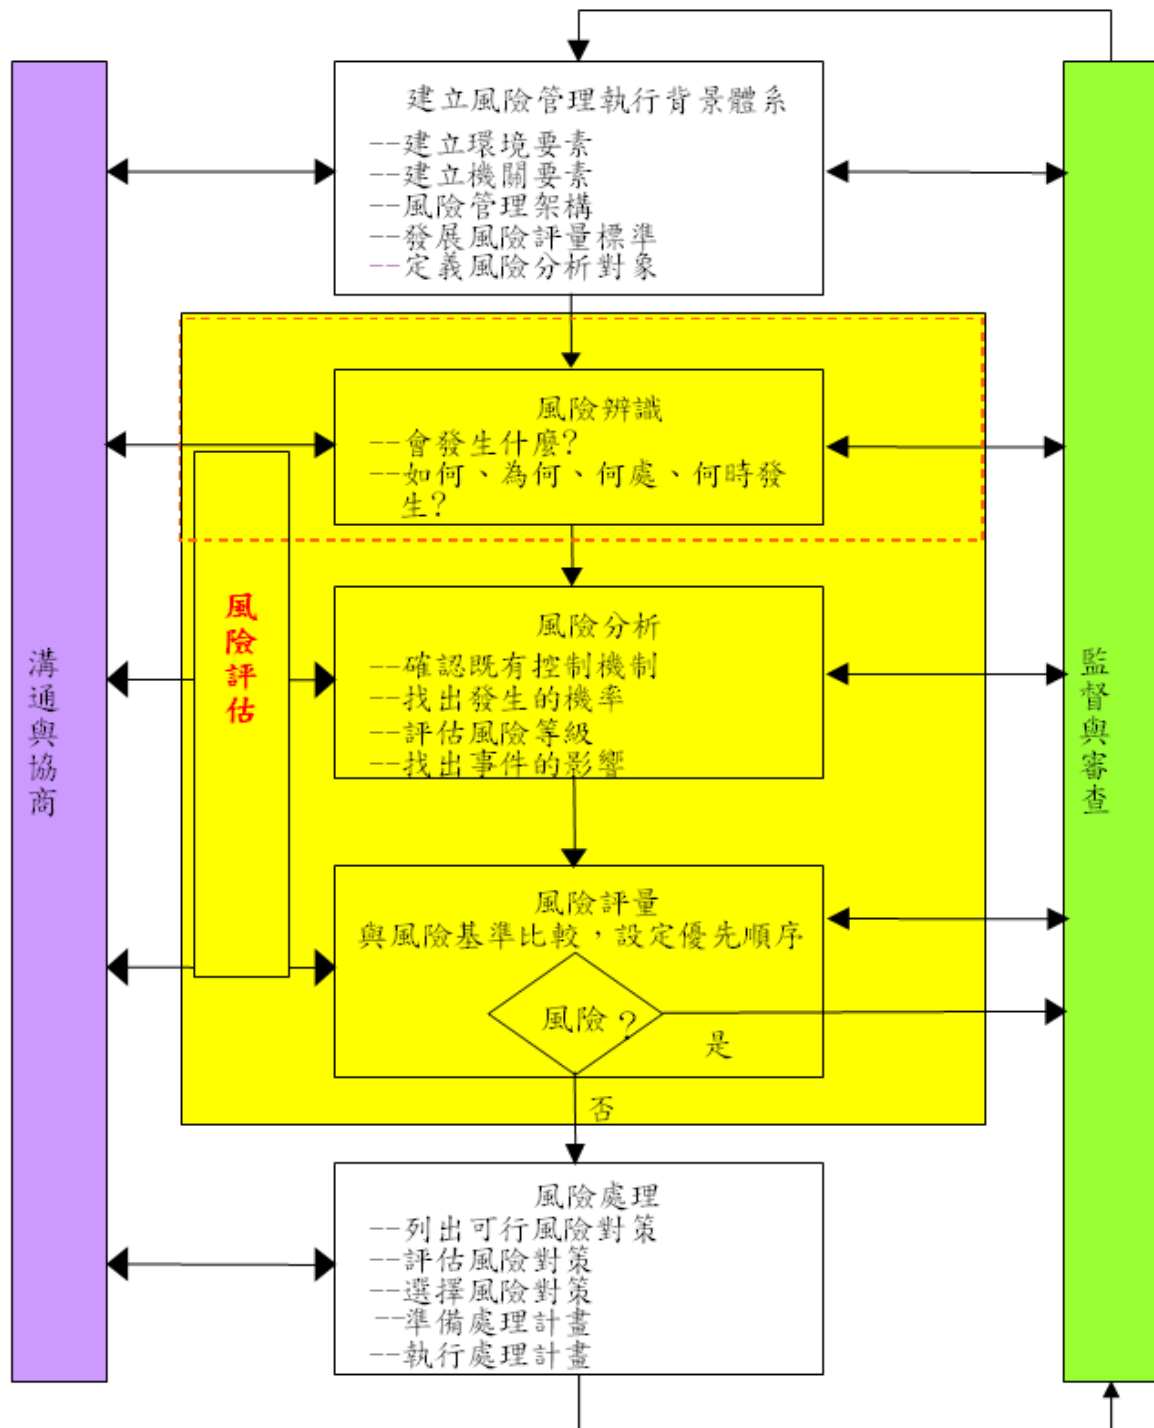 建立風險管理執行背景體系
--建立環境要素
--建立機關要素
--風險管理架構
--發展風險評量標準
--定義風險分析對象
風險辨識
--會發生什麼?
--如何、為何、何處、何時發
生?
風險評估
風險分析
--確認既有控制機制
--找出發生的機率
--評估風險等級
--找出事件的影響
溝通與協商
監督與審查
風險評量
與風險基準比較,設定優先順序
風險?
是
否
風險處理
--列出可行風險對策
--評估風險對策
--選擇風險對策
--準備處理計畫
--執行處理計畫